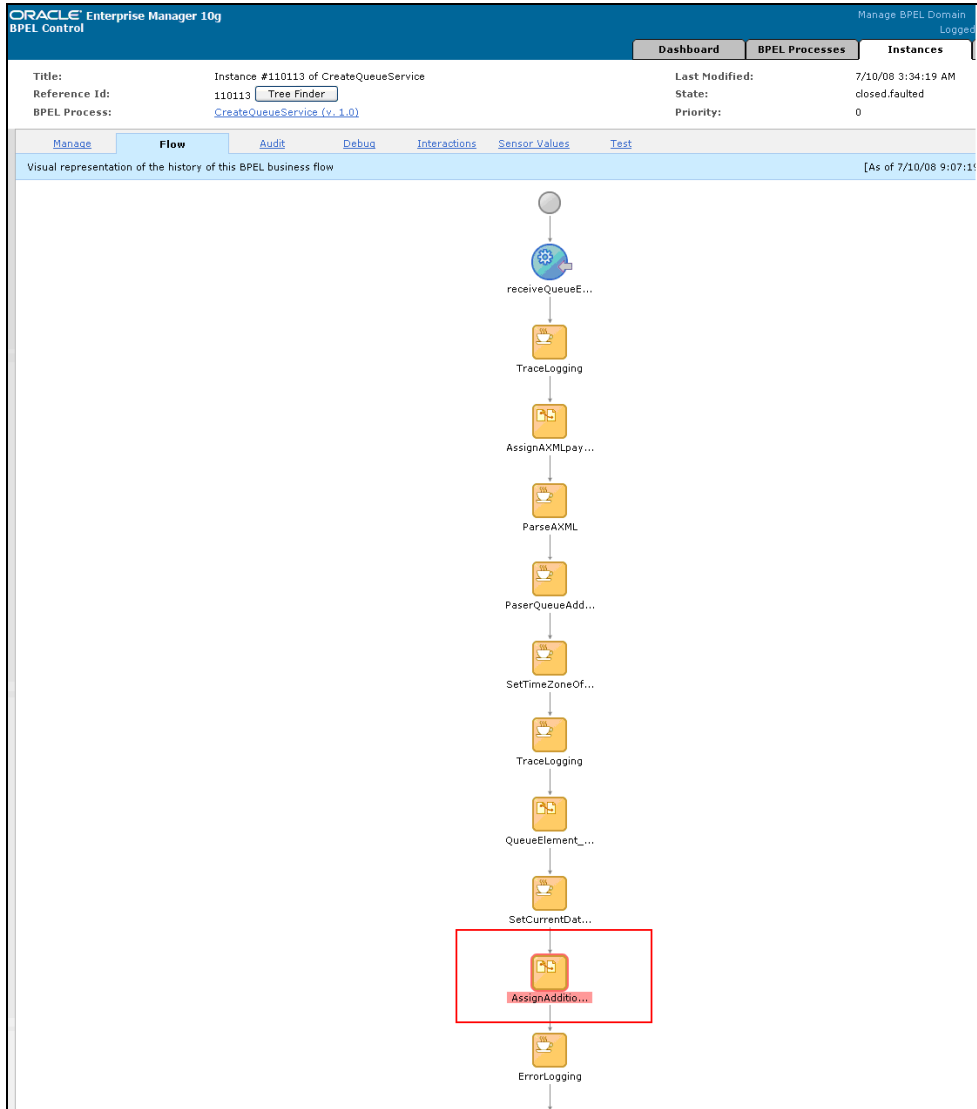 ORACLE Enterprise Manager 10g
BPEL Control
Manage BPEL Domain
Logged
Dashboard
BPEL Processes
Instances
Title: Instance #110113 of CreateQueueService Last Modified: 7/10/08 3:34:19 AM
Reference Id: 110113 Tree Finder State: closed.faulted
BPEL Process: CreateQueueService (v. 1.0) Priority: 0
Manage Flow Audit Debug Interactions Sensor Values Test
Visual representation of the history of this BPEL business flow [As of 7/10/08 9:07:19
receiveQueueE...
TraceLogging
AssignAXMLpay...
ParseAXML
PaserQueueAdd...
SetTimeZoneOf...
TraceLogging
QueueElement_...
SetCurrentDat...
AssignAdditio...
ErrorLogging